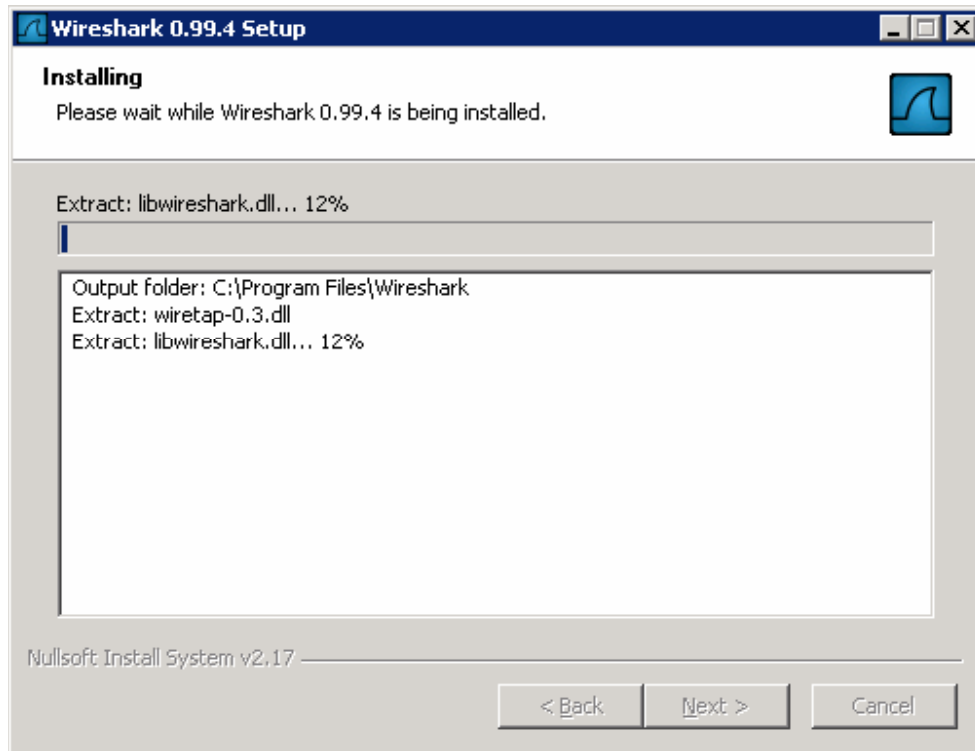 Wireshark 0.99.4 Setup
Installing
Please wait while Wireshark 0.99.4 is being installed.
Extract: libwireshark.dll... 12%
Output folder: C:\Program Files\Wireshark
Extract: wiretap-0.3.dll
Extract: libwireshark.dll... 12%
Nullsoft Install System v2.17
< Back Next > Cancel